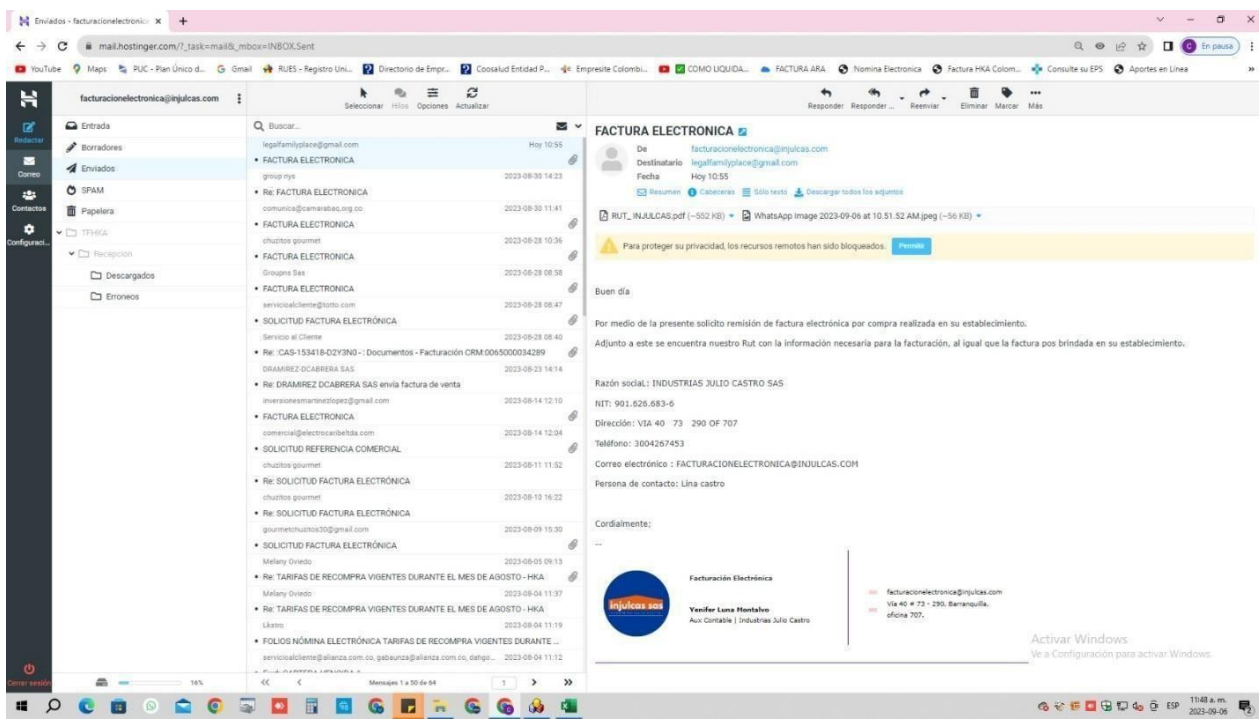 Enviados - facturacionelectronic
mail.hostinger.com/?_task=mail&_mbox=INBOX.Sent
En pausa
YouTube
Maps
PUC - Plan Único d...
Gmail
RUES - Registro Uni...
Directorio de Empr...
Coosalud Entidad P...
Empresite Colombi...
COMO LIQUIDA...
FACTURA ARA
Nomina Electronica
Factura HKA Colom...
Consulte su EPS
Aportes en Linea
facturacionelectronica@injulcas.com
Redactar
Correo
Contactos
Configuraci...
Cerrar sesión
Entrada
Borradores
Enviados
SPAM
Papelera
TFHKA
Recepcion
Descargados
Erroneos
16%
Seleccionar
Hilos
Opciones
Actualizar
Buscar...
legalfamilyplace@gmail.com Hoy 10:55
• FACTURA ELECTRONICA
group nys 2023-08-30 14:23
• Re: FACTURA ELECTRONICA
comunica@camarabaq.org.co 2023-08-30 11:41
• FACTURA ELECTRONICA
chuzitos gourmet 2023-08-28 10:36
• FACTURA ELECTRONICA
Groupns Sas 2023-08-28 08:58
• FACTURA ELECTRONICA
servicioalcliente@totto.com 2023-08-28 08:47
• SOLICITUD FACTURA ELECTRÓNICA
Servicio al Cliente 2023-08-28 08:40
• Re: :CAS-153418-D2Y3N0 - : Documentos - Facturación CRM:0065000034289
DRAMIREZ DCABRERA SAS 2023-08-23 14:14
• Re: DRAMIREZ DCABRERA SAS envía factura de venta
inversionesmartinezlopez@gmail.com 2023-08-14 12:10
• FACTURA ELECTRONICA
comercial@electrocaribeltda.com 2023-08-14 12:04
• SOLICITUD REFERENCIA COMERCIAL
chuzitos gourmet 2023-08-11 11:52
• Re: SOLICITUD FACTURA ELECTRÓNICA
chuzitos gourmet 2023-08-10 16:22
• Re: SOLICITUD FACTURA ELECTRÓNICA
gourmetchuzitos30@gmail.com 2023-08-09 15:30
• SOLICITUD FACTURA ELECTRÓNICA
Melany Oviedo 2023-08-05 09:13
• Re: TARIFAS DE RECOMPRA VIGENTES DURANTE EL MES DE AGOSTO - HKA
Melany Oviedo 2023-08-04 11:37
• Re: TARIFAS DE RECOMPRA VIGENTES DURANTE EL MES DE AGOSTO - HKA
Lkstro 2023-08-04 11:19
• FOLIOS NÓMINA ELECTRÓNICA TARIFAS DE RECOMPRA VIGENTES DURANTE ...
servicioalcliente@alianza.com.co, gabaunza@alianza.com.co, dahgo... 2023-08-04 11:12
Mensajes 1 a 50 de 64
1
Responder
Responder ...
Reenviar
Eliminar
Marcar
Más
FACTURA ELECTRONICA
De facturacionelectronica@injulcas.com
Destinatario legalfamilyplace@gmail.com
Fecha Hoy 10:55
Resumen
Cabeceras
Sólo texto
Descargar todos los adjuntos
RUT_ INJULCAS.pdf (~552 KB)
WhatsApp Image 2023-09-06 at 10.51.52 AM.jpeg (~56 KB)
Para proteger su privacidad, los recursos remotos han sido bloqueados. Permitir
Buen día
Por medio de la presente solicito remisión de factura electrónica por compra realizada en su establecimiento.
Adjunto a este se encuentra nuestro Rut con la información necesaria para la facturación, al igual que la factura pos brindada en su establecimiento.
Razón social.: INDUSTRIAS JULIO CASTRO SAS
NIT: 901.626.683-6
Dirección: VIA 40 73 290 OF 707
Teléfono: 3004267453
Correo electrónico : FACTURACIONELECTRONICA@INJULCAS.COM
Persona de contacto: Lina castro
Cordialmente;
--
injulcas sas
Facturación Electrónica
Yenifer Luna Montalvo
Aux Contable | Industrias Julio Castro
facturacionelectronica@injulcas.com
Vía 40 # 73 - 290, Barranquilla.
oficina 707.
Activar Windows
Ve a Configuración para activar Windows.
ESP
11:48 a. m.
2023-09-06